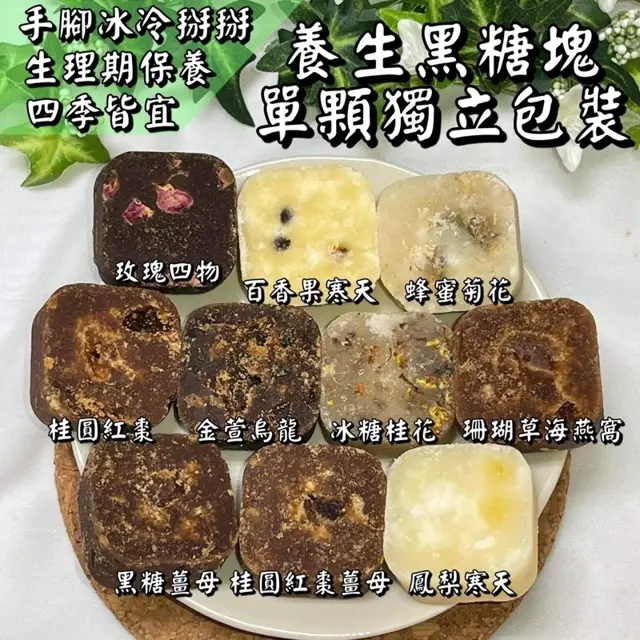 手腳冰冷掰掰
生理期保養
四季皆宜
養生黑糖塊
單顆獨立包裝
玫瑰四物
百香果寒天
蜂蜜菊花
桂圓紅棗
金萱烏龍
冰糖桂花
珊瑚草海燕窩
黑糖薑母
桂圓紅棗薑母
鳳梨寒天